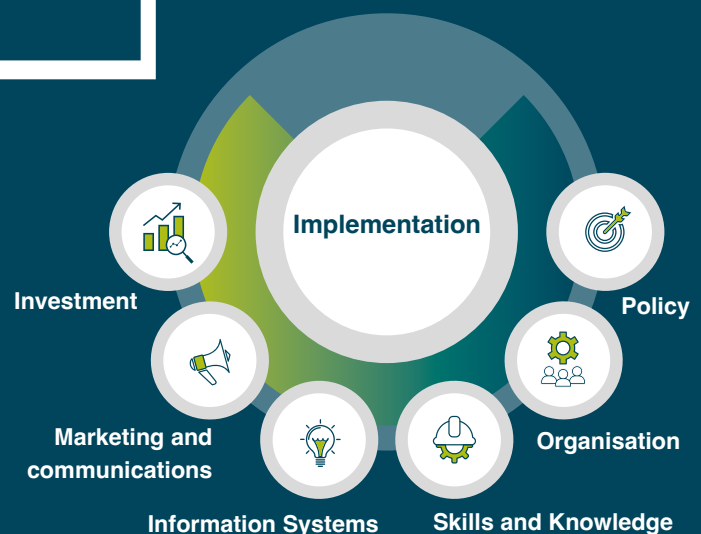 Implementation
Investment
Policy
Marketing and
communications
Organisation
Information Systems
Skills and Knowledge